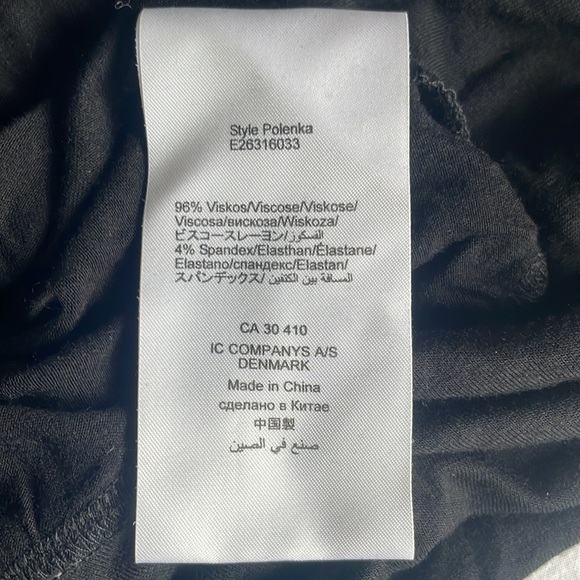 Style Polenka
E26316033
96% Viskos/Viscose/Viskose/
Viscosa/вискоза/Wiskoza/
ビスコースレーヨン/الفسكوز
4% Spandex/Elasthan/Élastane/
Elastano/спандекс/Elastan/
スパンデックス/ المسافة بين الكتفين
CA 30 410
IC COMPANYS A/S
DENMARK
Made in China
сделано в Китае
中国製
صنع في الصين